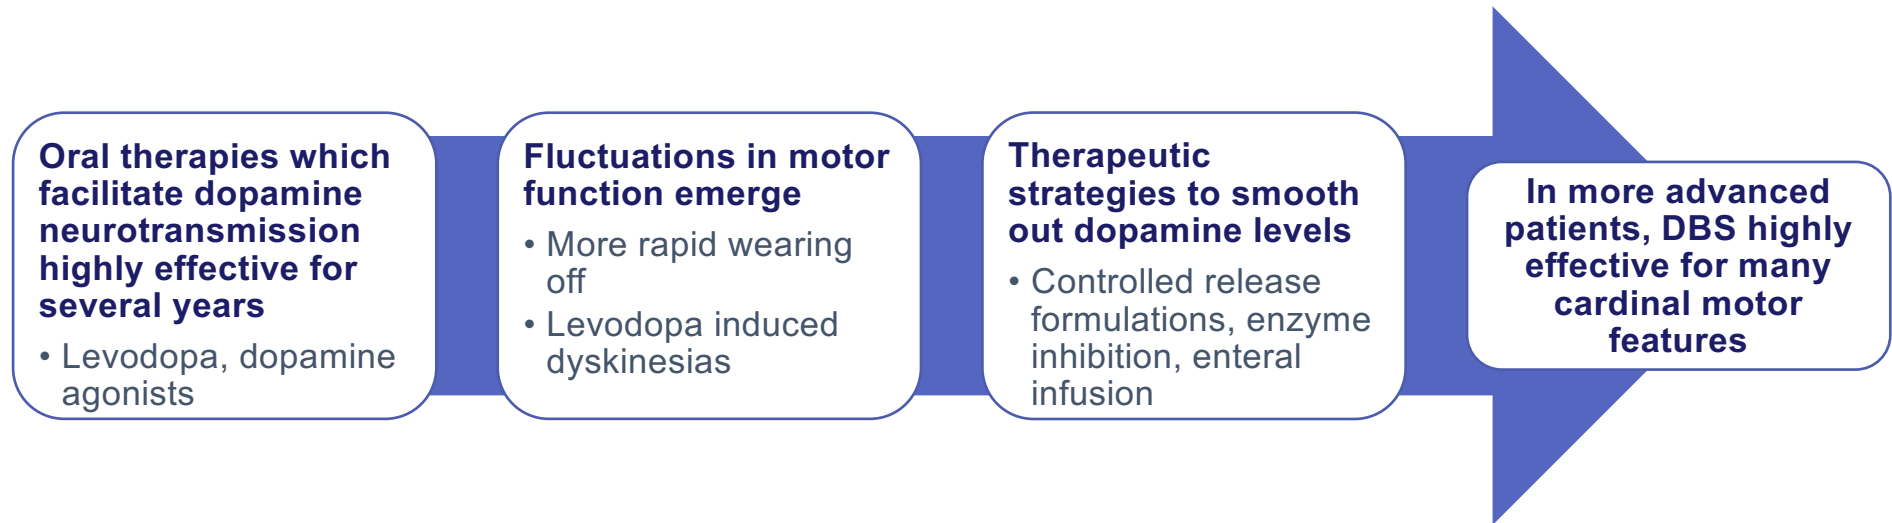 Oral therapies which
facilitate dopamine
neurotransmission
highly effective for
several years
• Levodopa, dopamine
agonists
Fluctuations in motor
function emerge
• More rapid wearing
off
• Levodopa induced
dyskinesias
Therapeutic
strategies to smooth
out dopamine levels
• Controlled release
formulations, enzyme
inhibition, enteral
infusion
In more advanced
patients, DBS highly
effective for many
cardinal motor
features